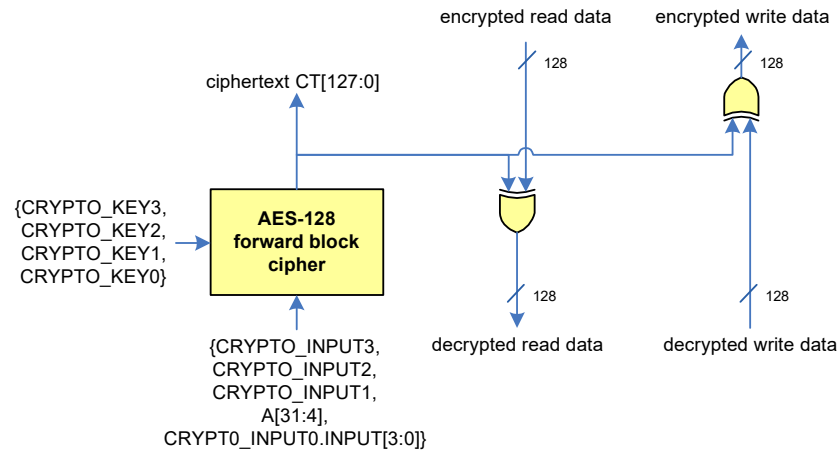 encrypted read data
encrypted write data
128
128
ciphertext CT[127:0]
{CRYPTO_KEY3,
CRYPTO_KEY2,
CRYPTO_KEY1,
CRYPTO_KEY0}
AES-128
forward block
cipher
128
128
{CRYPTO_INPUT3,
CRYPTO_INPUT2,
CRYPTO_INPUT1,
A[31:4],
CRYPT0_INPUT0.INPUT[3:0]}
decrypted read data
decrypted write data